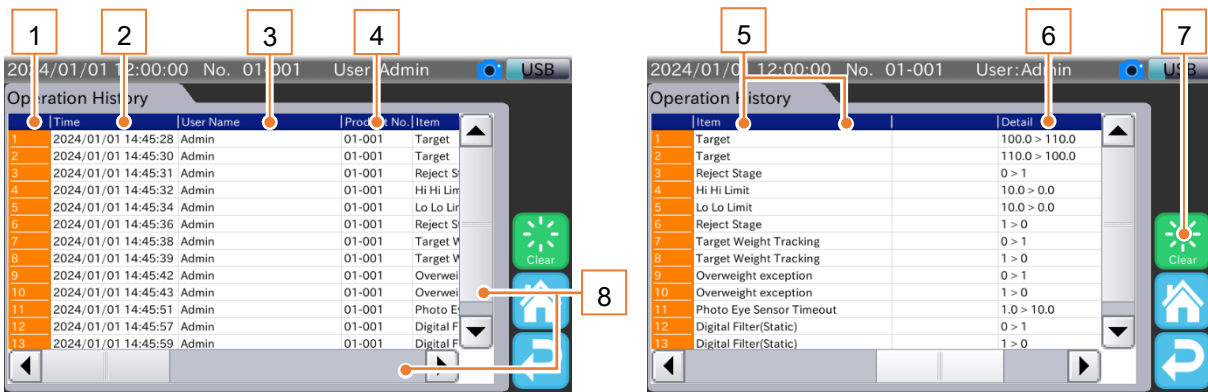 1 2 3 4
2024/01/01 12:00:00 No. 01-001 User:Admin USB
Operation History
Time User Name Product No. Item
1 2024/01/01 14:45:28 Admin 01-001 Target
2 2024/01/01 14:45:30 Admin 01-001 Target
3 2024/01/01 14:45:31 Admin 01-001 Reject St
4 2024/01/01 14:45:32 Admin 01-001 Hi Hi Lim
5 2024/01/01 14:45:34 Admin 01-001 Lo Lo Lir
6 2024/01/01 14:45:36 Admin 01-001 Reject St
7 2024/01/01 14:45:38 Admin 01-001 Target W
8 2024/01/01 14:45:39 Admin 01-001 Target W
9 2024/01/01 14:45:42 Admin 01-001 Overwei
10 2024/01/01 14:45:43 Admin 01-001 Overwei
11 2024/01/01 14:45:51 Admin 01-001 Photo Ey
12 2024/01/01 14:45:57 Admin 01-001 Digital F
13 2024/01/01 14:45:59 Admin 01-001 Digital F
Clear
8
5 6 7
2024/01/01 12:00:00 No. 01-001 User:Admin USB
Operation History
Item Detail
1 Target 100.0 > 110.0
2 Target 110.0 > 100.0
3 Reject Stage 0 > 1
4 Hi Hi Limit 10.0 > 0.0
5 Lo Lo Limit 10.0 > 0.0
6 Reject Stage 1 > 0
7 Target Weight Tracking 0 > 1
8 Target Weight Tracking 1 > 0
9 Overweight exception 0 > 1
10 Overweight exception 1 > 0
11 Photo Eye Sensor Timeout 1.0 > 10.0
12 Digital Filter(Static) 0 > 1
13 Digital Filter(Static) 1 > 0
Clear